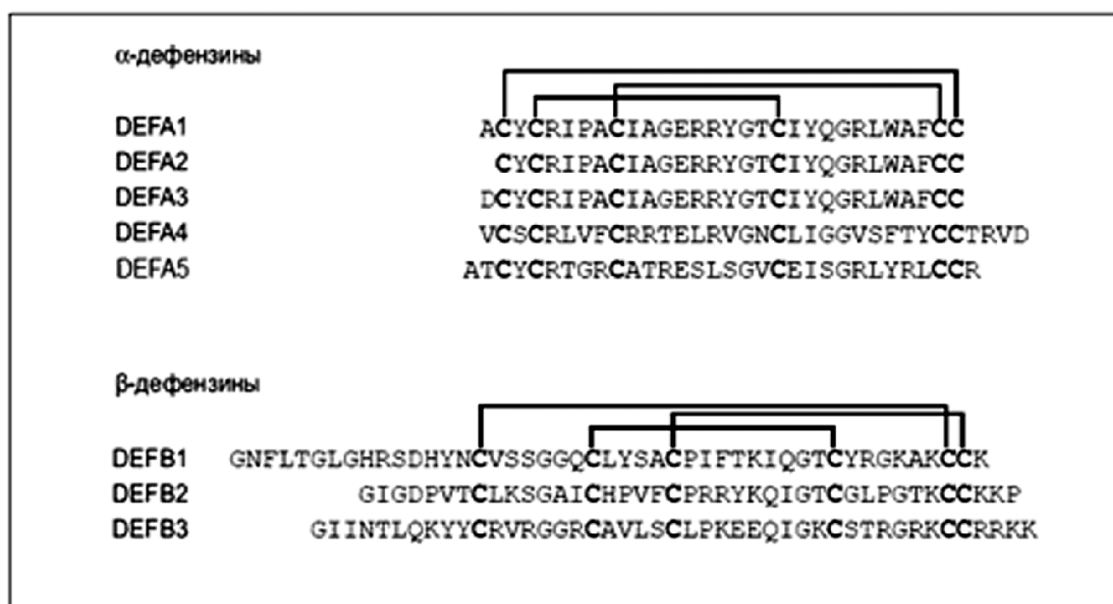 α-дефензины
DEFA1 ACYCRIPACIAGERRYGTCIYQGRLWAFCC
DEFA2 CYCRIPACIAGERRYGTCIYQGRLWAFCC
DEFA3 DCYCRIPACIAGERRYGTCIYQGRLWAFCC
DEFA4 VCSCRLVFCRRTELRVGNCLIGGVSFTYCCTRVD
DEFA5 ATCYCRTGRCATRESLSGVCEISGRLYRLCCR
β-дефензины
DEFB1 GNFLTGLGHRSDHYNCVSSGGQCLYSACPIFTKIQGTCYRGKAKCCK
DEFB2 GIGDPVTCLKSGAICHPVFCPRRYKQIGTCGLPGTKCCKKP
DEFB3 GIINTLQKYYCRVRGGRCAVLSCLPKEEQIGKCSTRGRKCCRRKK